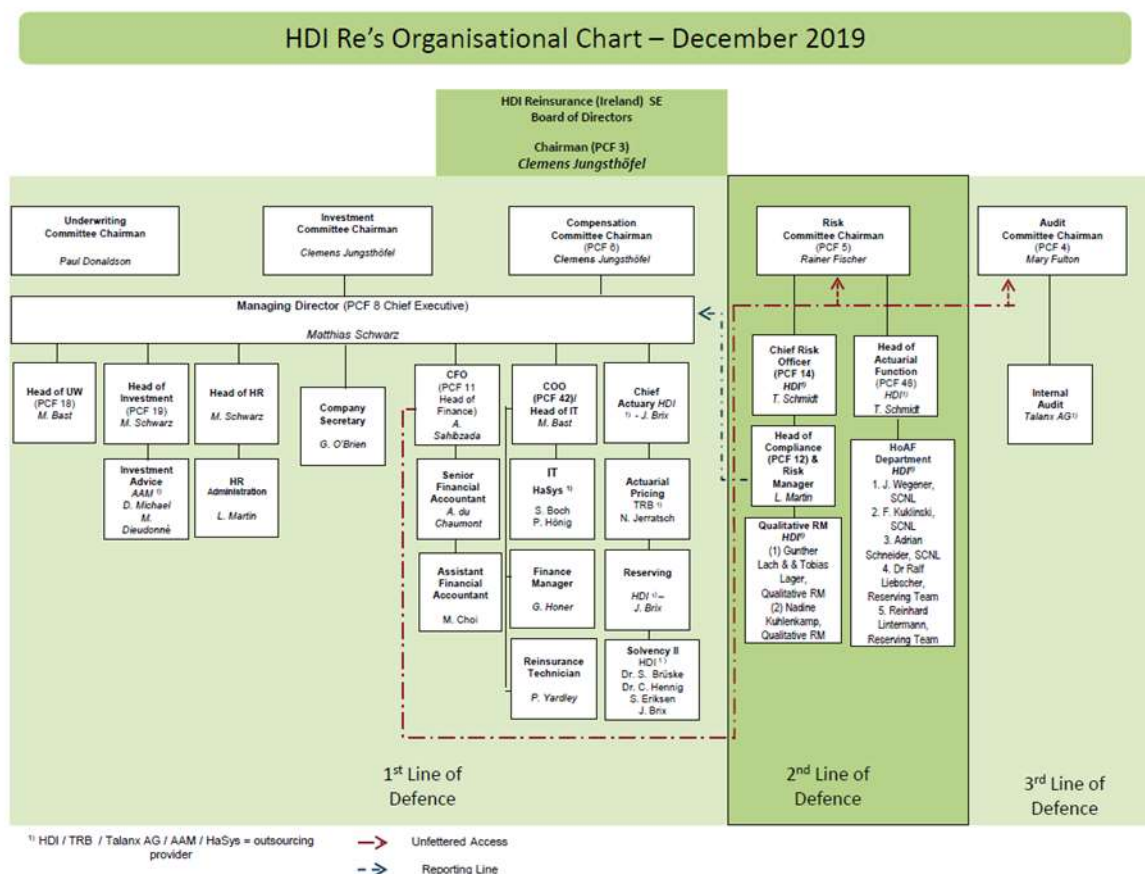 HDI Re's Organisational Chart – December 2019
HDI Reinsurance (Ireland) SE
Board of Directors
Chairman (PCF 3)
Clemens Jungsthöfel
Underwriting
Committee Chairman
Paul Donaldson
Investment
Committee Chairman
Clemens Jungsthöfel
Compensation
Committee Chairman
(PCF 6)
Clemens Jungsthöfel
Risk
Committee Chairman
(PCF 5)
Rainer Fischer
Audit
Committee Chairman
(PCF 4)
Mary Fulton
Managing Director (PCF 8 Chief Executive)
Matthias Schwarz
Head of UW
(PCF 18)
M. Bast
Head of
Investment
(PCF 19)
M. Schwarz
Investment
Advice
AAM 1)
D. Michael
M.
Dieudonné
Head of HR
M. Schwarz
HR
Administration
L. Martin
Company
Secretary
G. O'Brien
CFO
(PCF 11
Head of
Finance)
A.
Sahibzada
Senior
Financial
Accountant
A. du
Chaumont
Assistant
Financial
Accountant
M. Choi
COO
(PCF 42)/
Head of IT
M. Bast
IT
HaSys 1)
S. Boch
P. Hönig
Finance
Manager
G. Honer
Reinsurance
Technician
P. Yardley
Chief
Actuary HDI
1) - J. Brix
Actuarial
Pricing
TRB 1)
N. Jerratsch
Reserving
HDI 1) –
J. Brix
Solvency II
HDI 1)
Dr. S. Brüske
Dr. C. Hennig
S. Eriksen
J. Brix
Chief Risk
Officer
(PCF 14)
HDI1)
T. Schmidt
Head of
Compliance
(PCF 12) &
Risk
Manager
L. Martin
Qualitative RM
HDI1)
(1) Gunther
Lach & & Tobias
Lager,
Qualitative RM
(2) Nadine
Kuhlenkamp,
Qualitative RM
Head of
Actuarial
Function
(PCF 48)
HDI1)
T. Schmidt
HoAF
Department
HDI1)
1. J. Wegener,
SCNL
2. F. Kuklinski,
SCNL
3. Adrian
Schneider, SCNL
4. Dr Ralf
Liebscher,
Reserving Team
5. Reinhard
Lintermann,
Reserving Team
Internal
Audit
Talanx AG1)
1st Line of
Defence
2nd Line of
Defence
3rd Line of
Defence
1) HDI / TRB / Talanx AG / AAM / HaSys = outsourcing
provider
Unfettered Access
Reporting Line